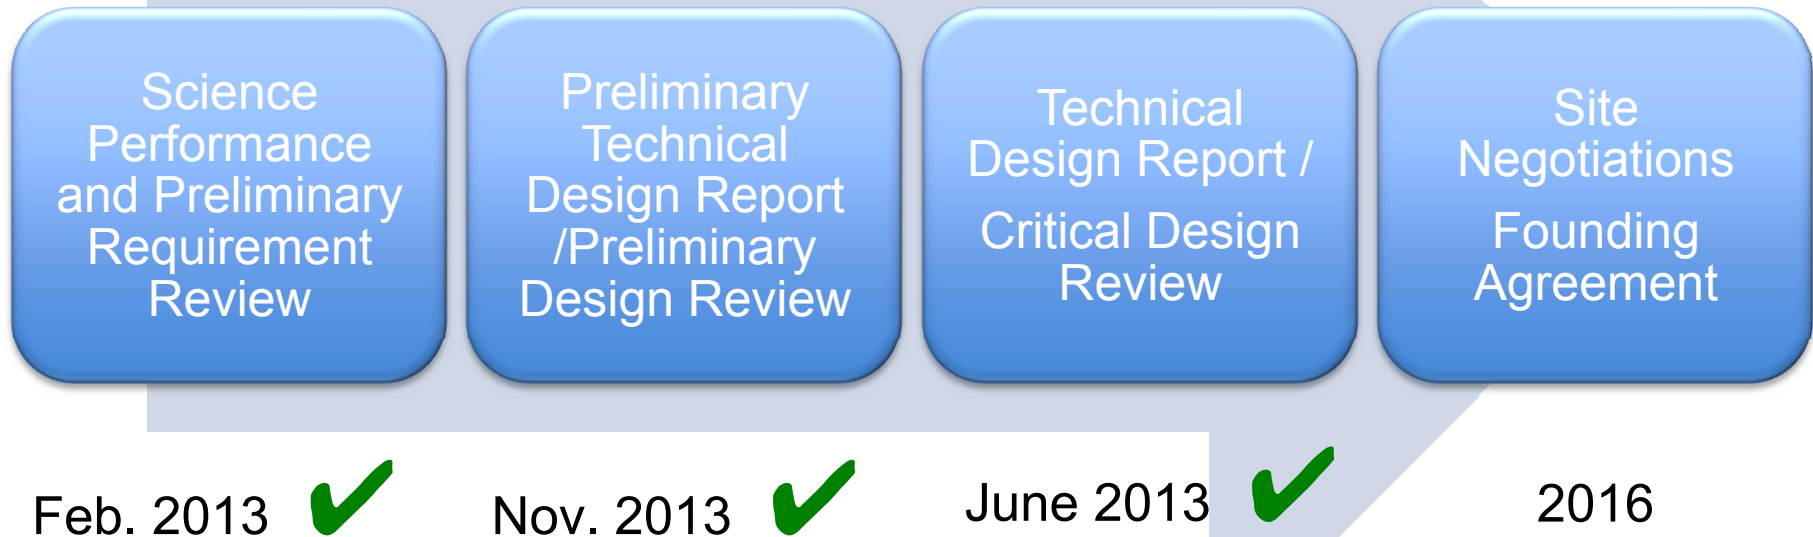 Science
Performance
and Preliminary
Requirement
Review
Preliminary
Technical
Design Report
/Preliminary
Design Review
Technical
Design Report /
Critical Design
Review
Site
Negotiations
Founding
Agreement
Feb. 2013 ✔
Nov. 2013 ✔
June 2013 ✔
2016